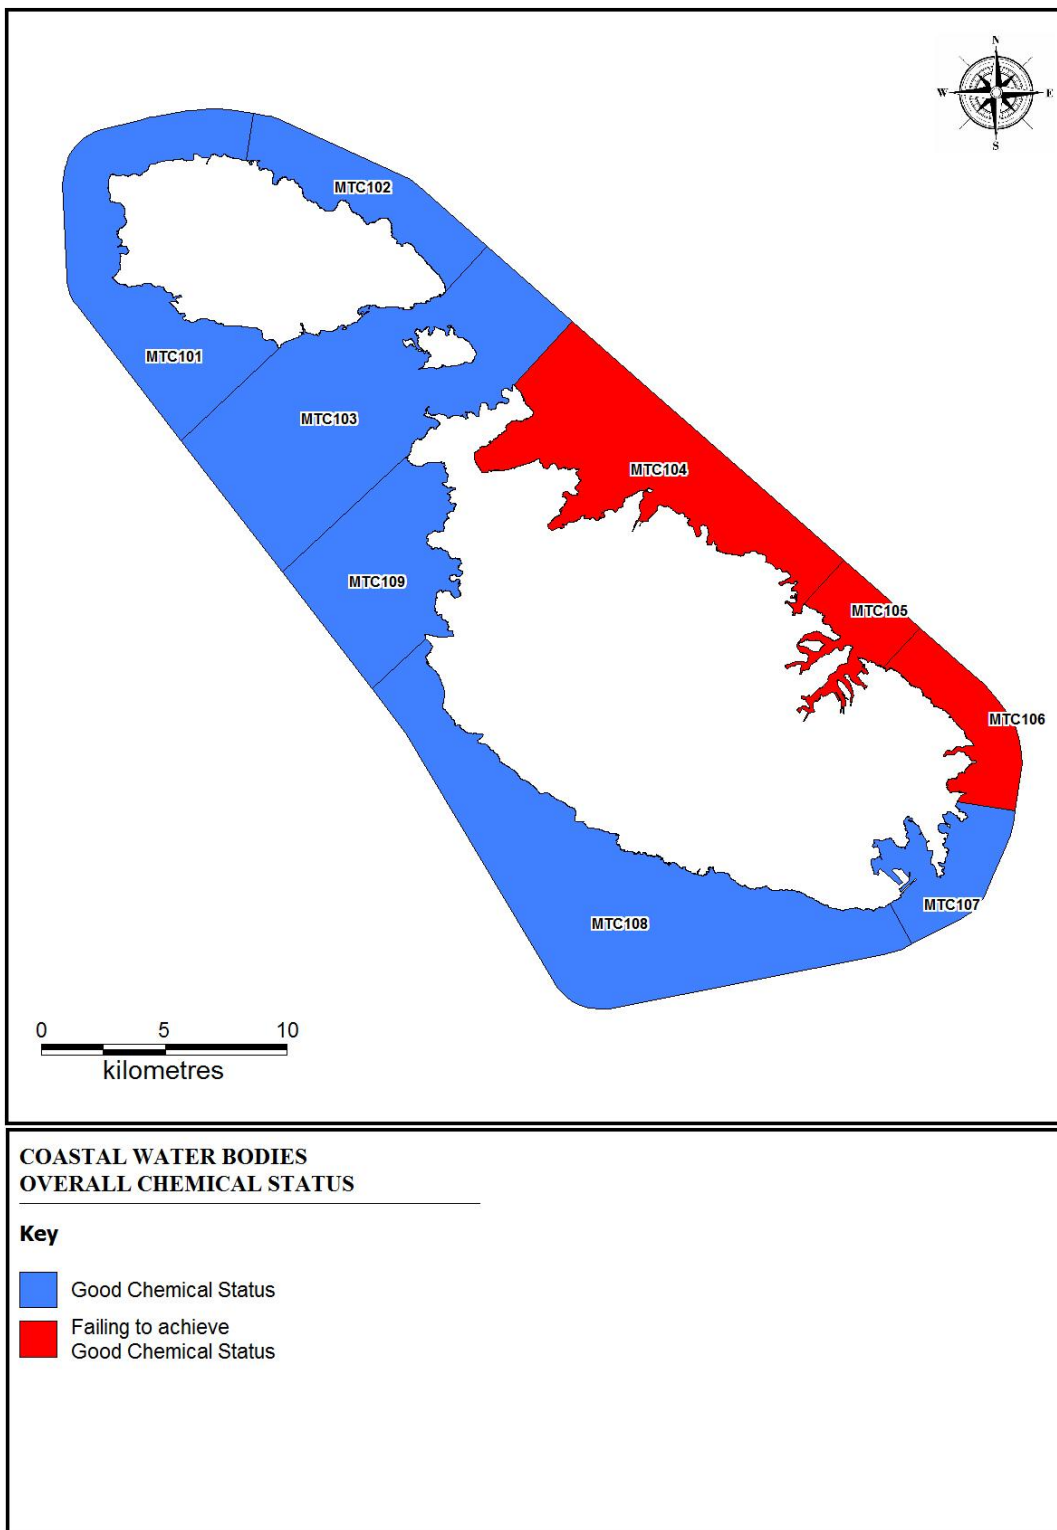 N
W E
S
MTC102
MTC101
MTC103
MTC104
MTC109
MTC105
MTC106
MTC107
MTC108
0 5 10
kilometres
COASTAL WATER BODIES
OVERALL CHEMICAL STATUS
Key
Good Chemical Status
Failing to achieve
Good Chemical Status